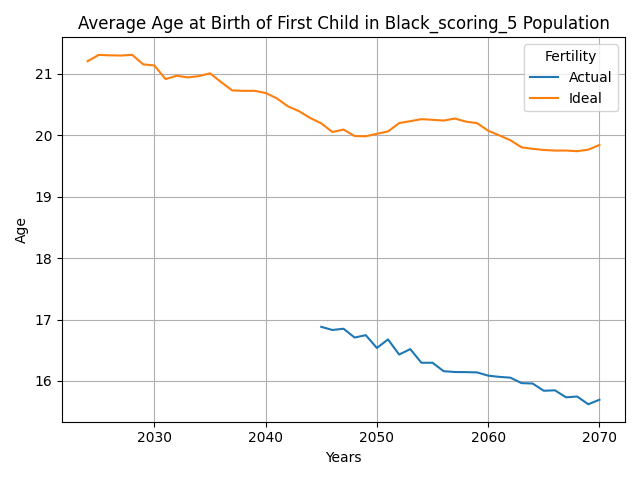 Average Age at Birth of First Child in Black_scoring_5 Population
Fertility
Actual
Ideal
21
20
19
18
17
16
Age
2030
2040
2050
2060
2070
Years